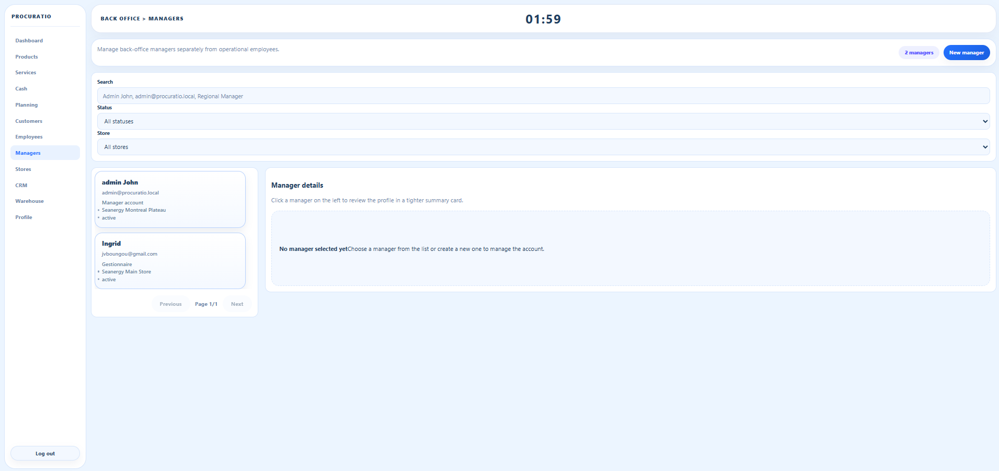 PROCURATIO
Dashboard
Products
Services
Cash
Planning
Customers
Employees
Managers
Stores
CRM
Warehouse
Profile
Log out
BACK OFFICE > MANAGERS
01:59
Manage back-office managers separately from operational employees.
2 managers
New manager
Search
Admin John, admin@procuratio.local, Regional Manager
Status
All statuses
Store
All stores
admin John
admin@procuratio.local
Manager account
• Seanergy Montreal Plateau
• active
Ingrid
jvboungou@gmail.com
Gestionnaire
• Seanergy Main Store
• active
Previous
Page 1/1
Next
Manager details
Click a manager on the left to review the profile in a tighter summary card.
No manager selected yetChoose a manager from the list or create a new one to manage the account.